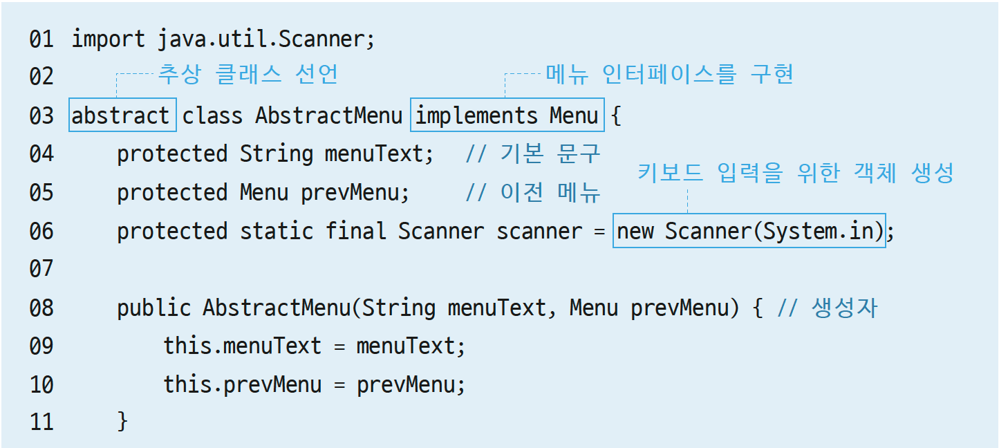 01 import java.util.Scanner;
02 추상 클래스 선언 메뉴 인터페이스를 구현
03 abstract class AbstractMenu implements Menu {
04 protected String menuText; // 기본 문구
키보드 입력을 위한 객체 생성
05 protected Menu prevMenu; // 이전 메뉴
06 protected static final Scanner scanner = new Scanner(System.in);
07
08 public AbstractMenu(String menuText, Menu prevMenu) { // 생성자
09 this.menuText = menuText;
10 this.prevMenu = prevMenu;
11 }